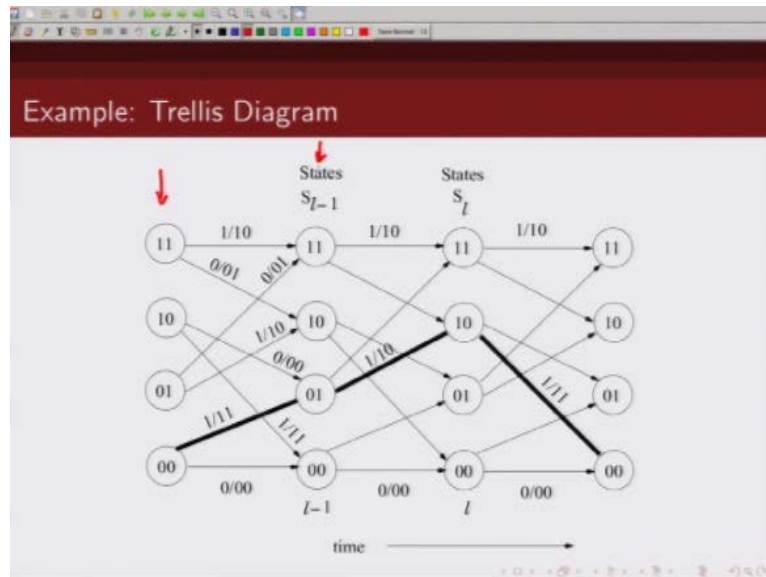 Example: Trellis Diagram
States States
S_{l-1} S_l
1/10 1/10 1/10
11 11 11 11
0/01 0/01
10 10 10 10
1/10 0/00 1/10
01 01 01 01
1/11 1/11 1/11
00 00 00 00
0/00 0/00 0/00
l-1 l
time